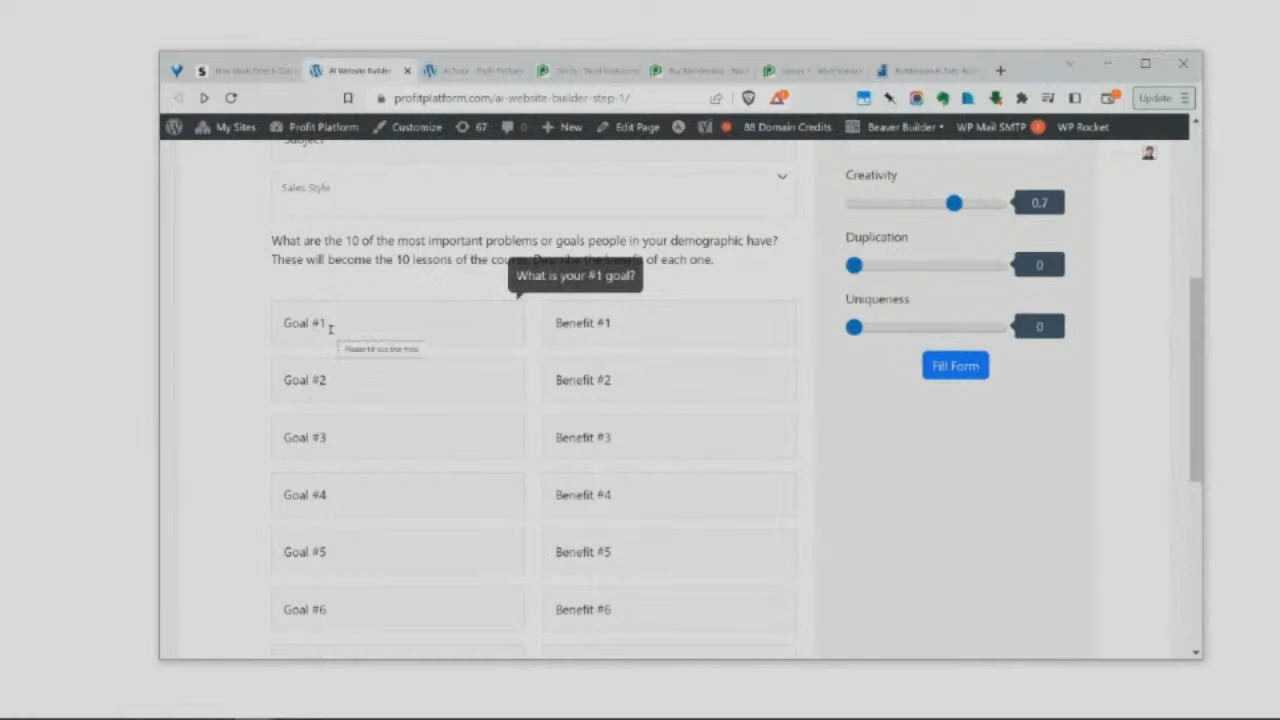 AI Website Builder
profitplatform.com/ai-website-builder-step-1/
Update
My Sites Profit Platform Customize 67 0 New Edit Page 88 Domain Credits Beaver Builder WP Mail SMTP 1 WP Rocket
Subject
Sales Style
What are the 10 of the most important problems or goals people in your demographic have?
These will become the 10 lessons of the course. Describe the benefit of each one.
What is your #1 goal?
Goal #1 Benefit #1
Please fill out this field
Goal #2 Benefit #2
Goal #3 Benefit #3
Goal #4 Benefit #4
Goal #5 Benefit #5
Goal #6 Benefit #6
Creativity
0.7
Duplication
0
Uniqueness
0
Fill Form